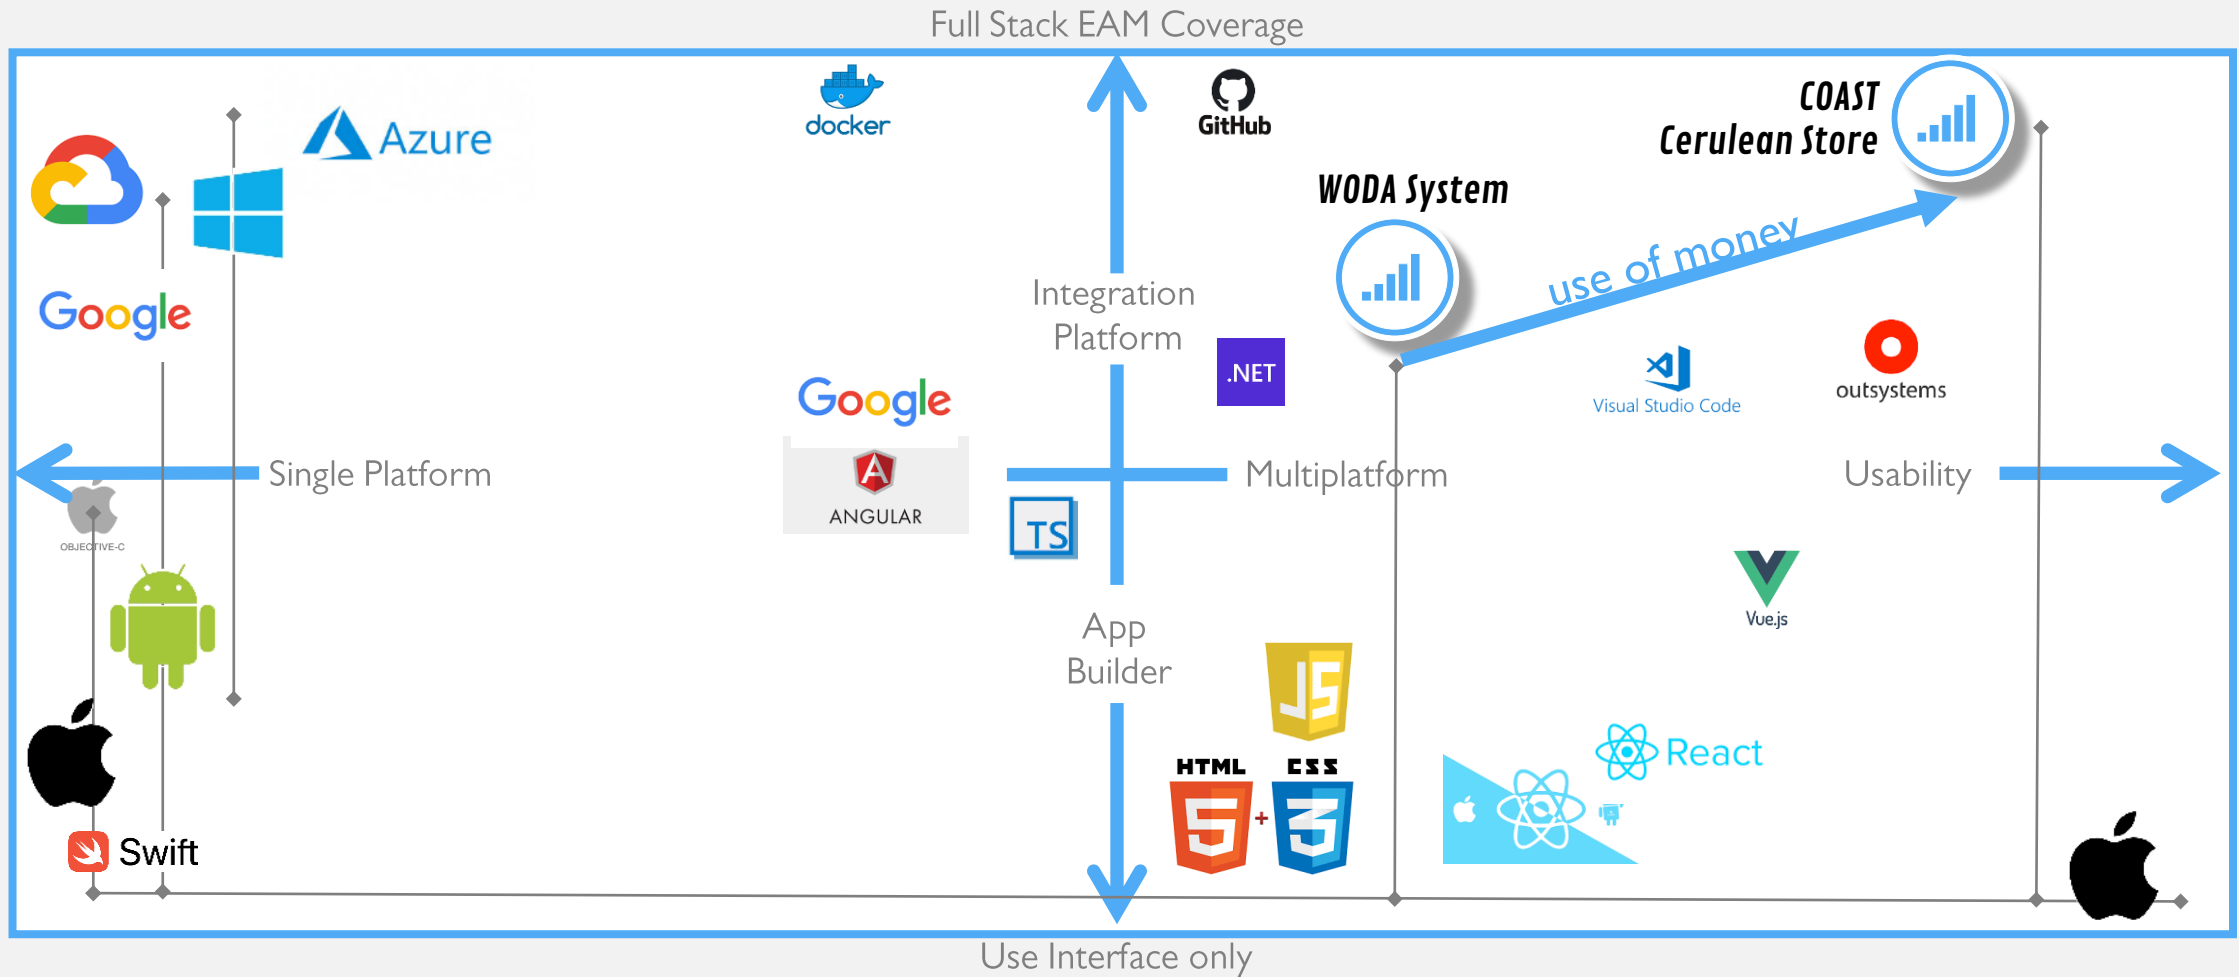 Full Stack EAM Coverage
docker
GitHub
COAST
Cerulean Store
Azure
WODA System
use of money
Google
Integration
Platform
.NET
Visual Studio Code
outsystems
Google
Single Platform
ANGULAR
Multiplatform
Usability
OBJECTIVE-C
TS
Vue.js
App
Builder
JS
React
HTML
CSS
5
+
3
Swift
Use Interface only